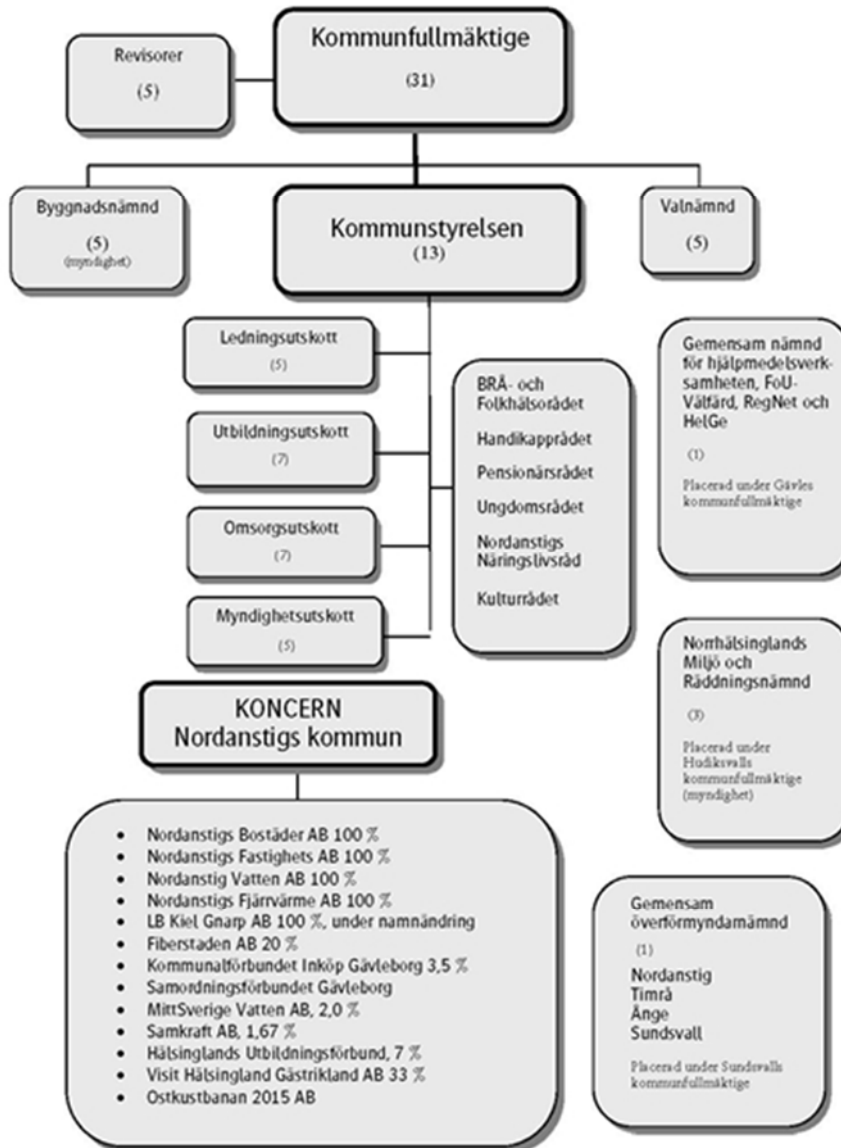 Kommunfullmäktige
(31)
Revisorer
(5)
Byggnadsnämnd
(5)
(myndighet)
Kommunstyrelsen
(13)
Valnämnd
(5)
Ledningsutskott
(5)
Utbildningsutskott
(7)
Omsorgsutskott
(7)
Myndighetsutskott
(5)
BRÅ- och
Folkhälsorådet
Handikapprådet
Pensionärsrådet
Ungdomsrådet
Nordanstigs
Näringslivsråd
Kulturrådet
Gemensam nämnd
för hjälpmedelsverk-
samheten, FoU-
Välfärd, RegNet och
HelGe
(1)
Placerad under Gävles
kommunfullmäktige
Norrhälsinglands
Miljö och
Räddningsnämnd
(3)
Placerad under
Hudiksvalls
kommunfullmäktige
(myndighet)
KONCERN
Nordanstigs kommun
• Nordanstigs Bostäder AB 100 %
• Nordanstigs Fastighets AB 100 %
• Nordanstig Vatten AB 100 %
• Nordanstigs Fjärrvärme AB 100 %
• LB Kiel Gnarp AB 100 %, under namnändring
• Fiberstaden AB 20 %
• Kommunalförbundet Inköp Gävleborg 3,5 %
• Samordningsförbundet Gävleborg
• MittSverige Vatten AB, 2,0 %
• Samkraft AB, 1,67 %
• Hälsinglands Utbildningsförbund, 7 %
• Visit Hälsingland Gästrikland AB 33 %
• Ostkustbanan 2015 AB
Gemensam
överförmyndarnämnd
(1)
Nordanstig
Timrå
Ånge
Sundsvall
Placerad under Sundsvalls
kommunfullmäktige